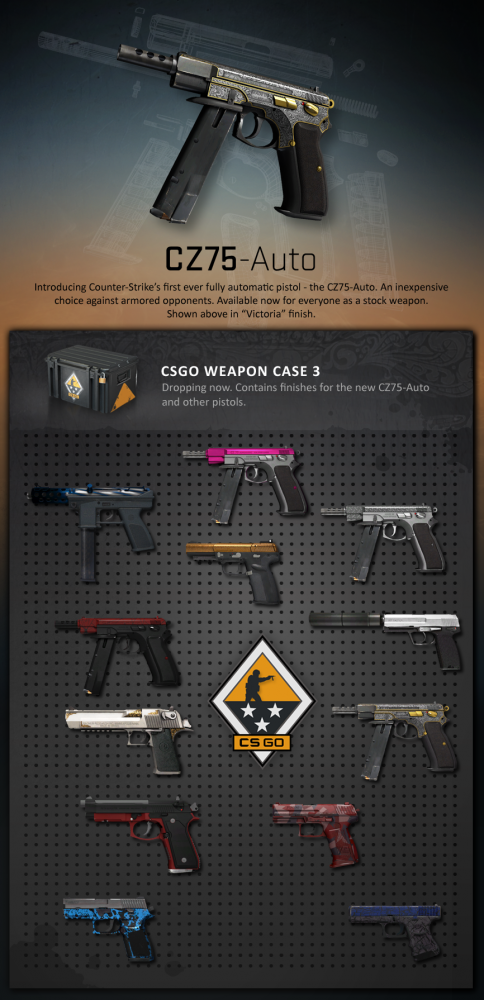 CZ75-Auto
Introducing Counter-Strike's first ever fully automatic pistol - the CZ75-Auto. An inexpensive
choice against armored opponents. Available now for everyone as a stock weapon.
Shown above in "Victoria" finish.
CSGO WEAPON CASE 3
Dropping now. Contains finishes for the new CZ75-Auto
and other pistols.
CS GO